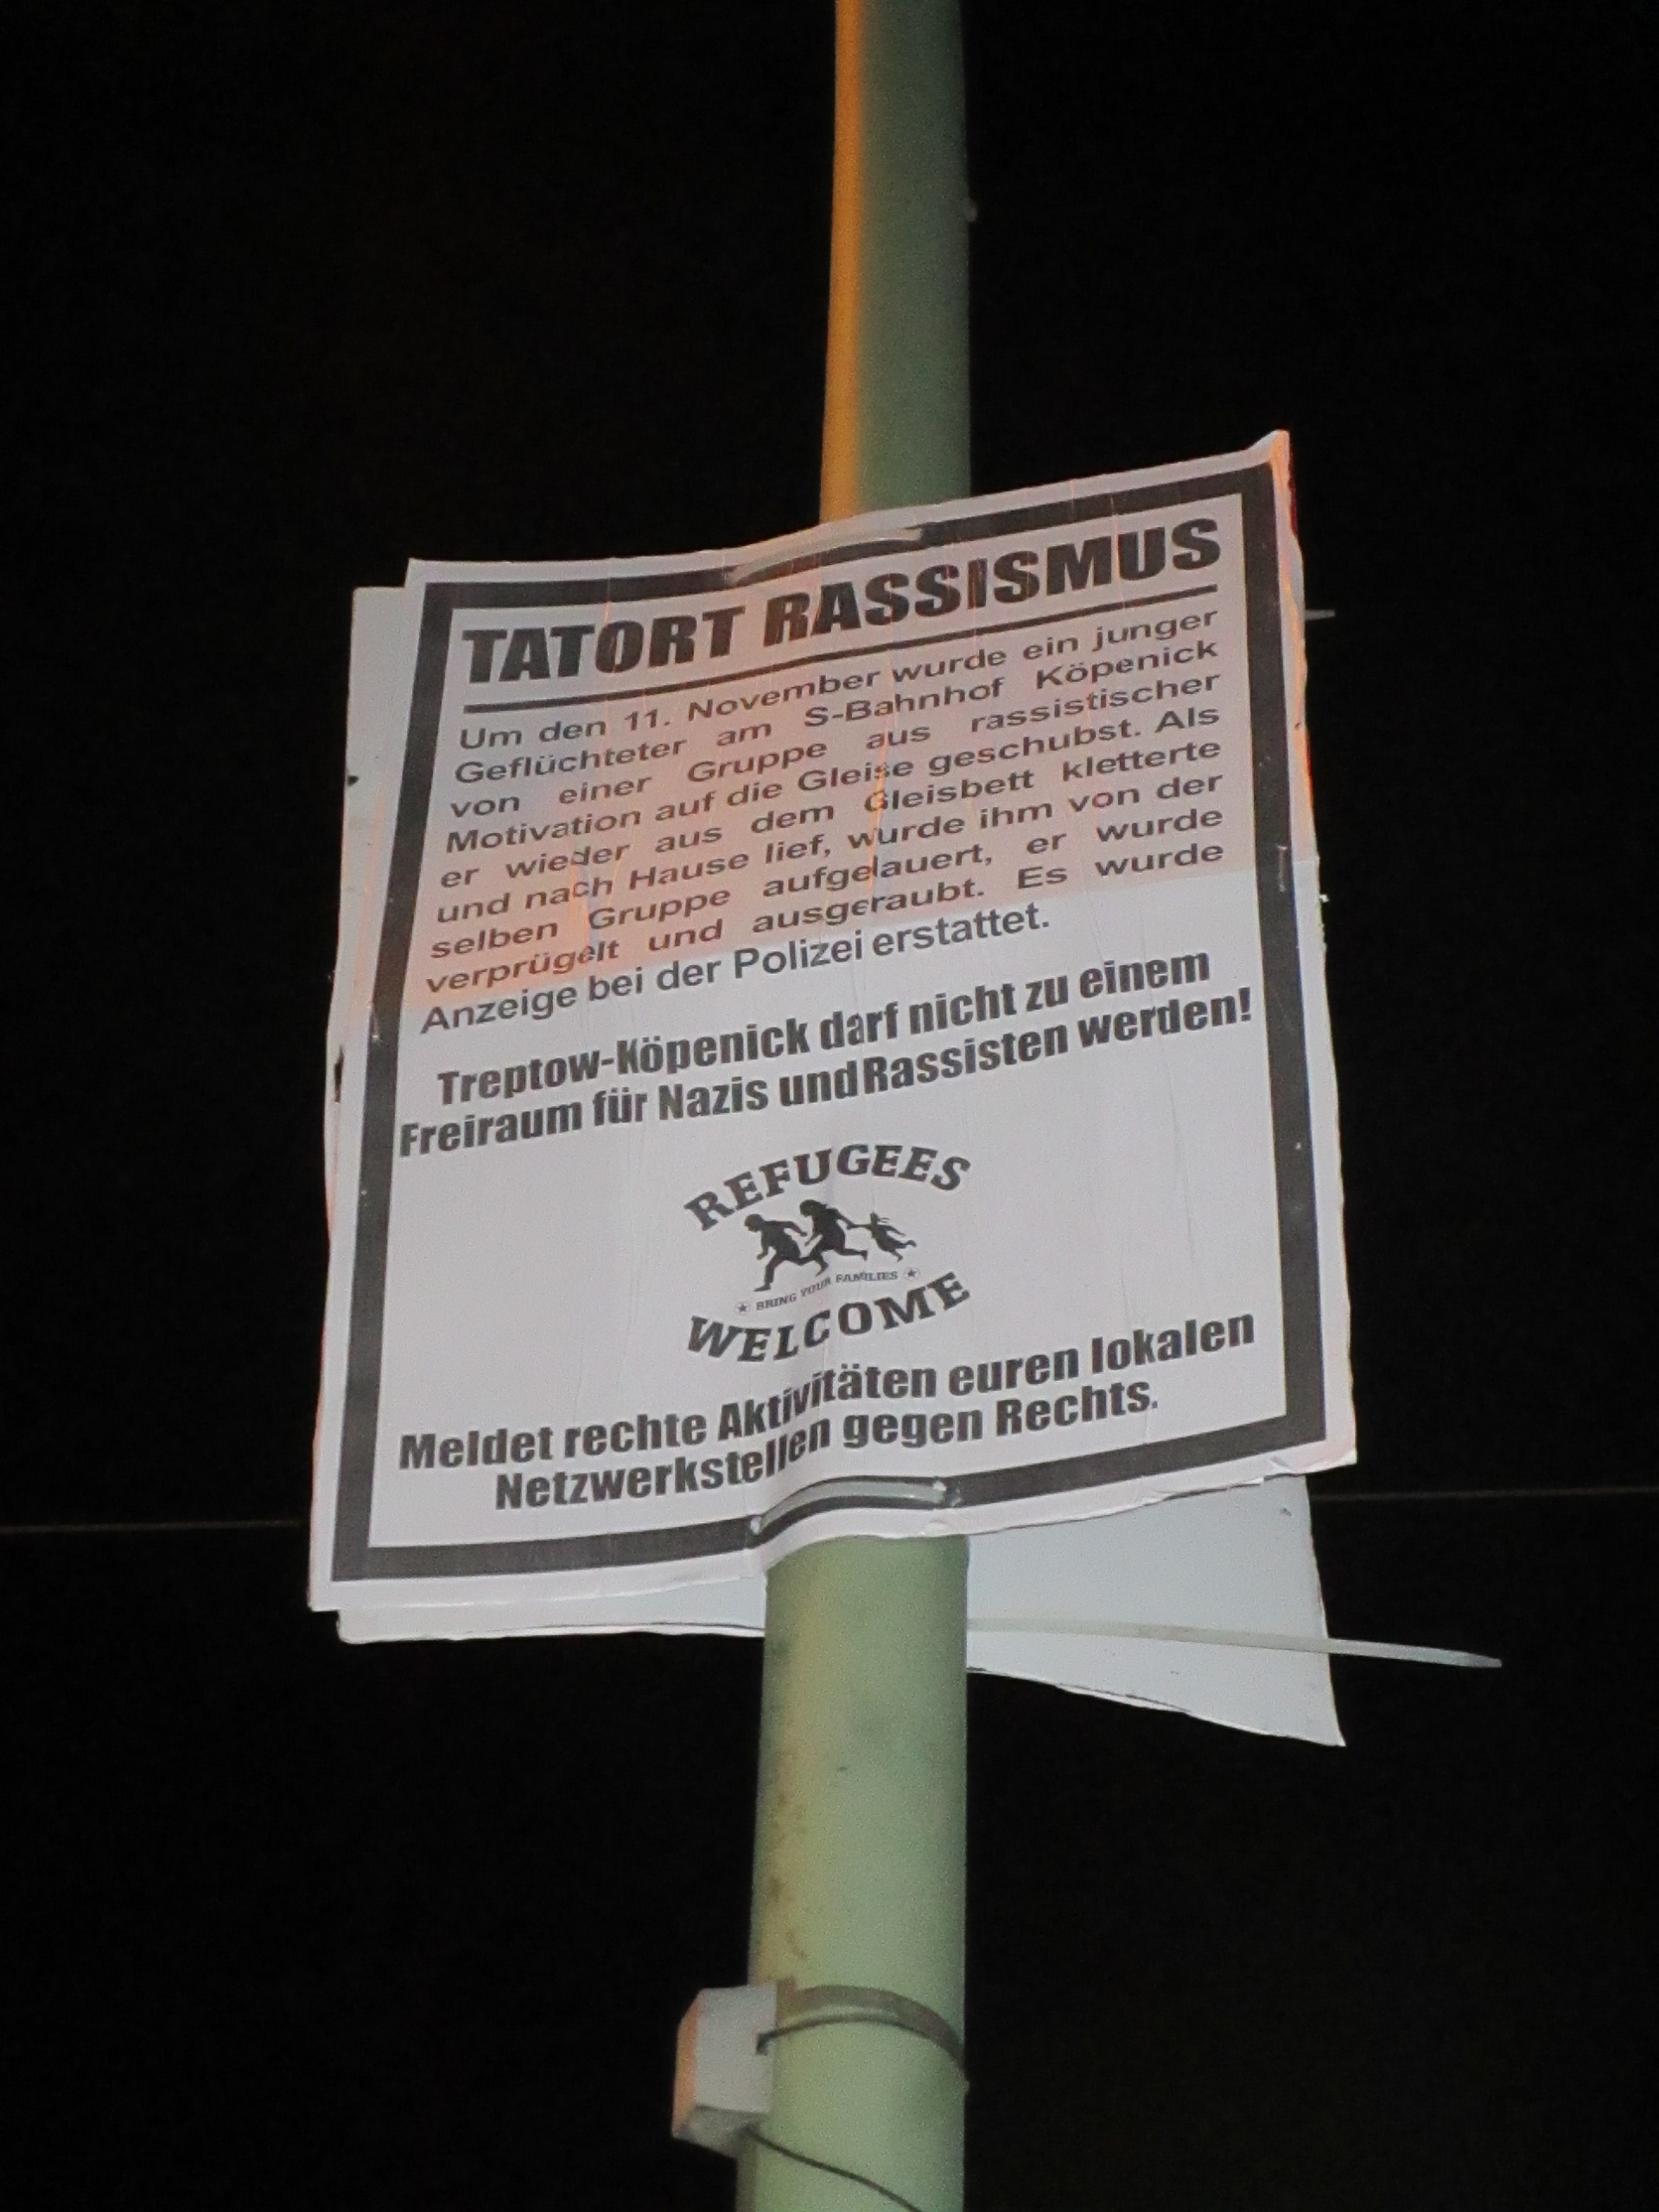 TATORT RASSISMUS
Um den 11. November wurde ein junger
Geflüchteter am S-Bahnhof Köpenick
von einer Gruppe aus rassistischer
Motivation auf die Gleise geschubst. Als
er wieder aus dem Gleisbett kletterte
und nach Hause lief, wurde ihm von der
selben Gruppe aufgelauert, er wurde
verprügelt und ausgeraubt. Es wurde
Anzeige bei der Polizei erstattet.
Treptow-Köpenick darf nicht zu einem
Freiraum für Nazis und Rassisten werden!
REFUGEES
BRING YOUR FAMILIES
WELCOME
Meldet rechte Aktivitäten euren lokalen
Netzwerkstellen gegen Rechts.